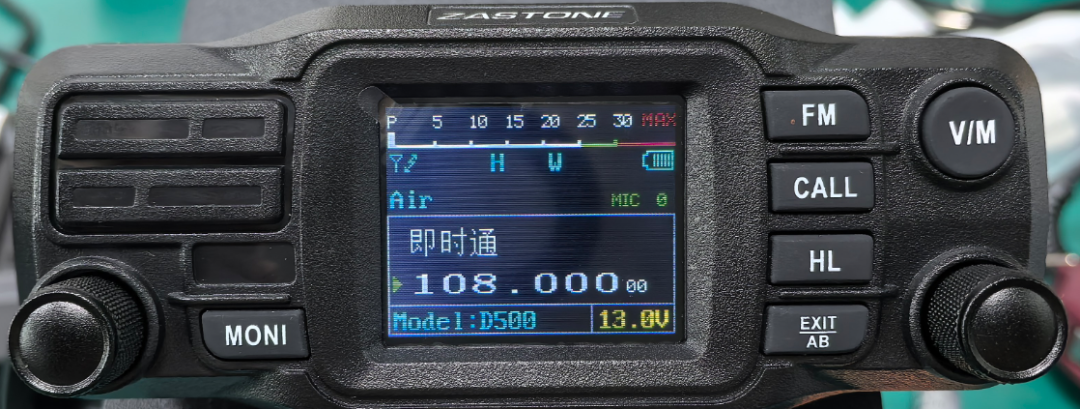 ZASTONE
P 5 10 15 20 25 30 MAX
H W
Air MIC 0
即时通
108.00000
Model:D500 13.0V
MONI
FM
CALL
HL
EXIT
AB
V/M